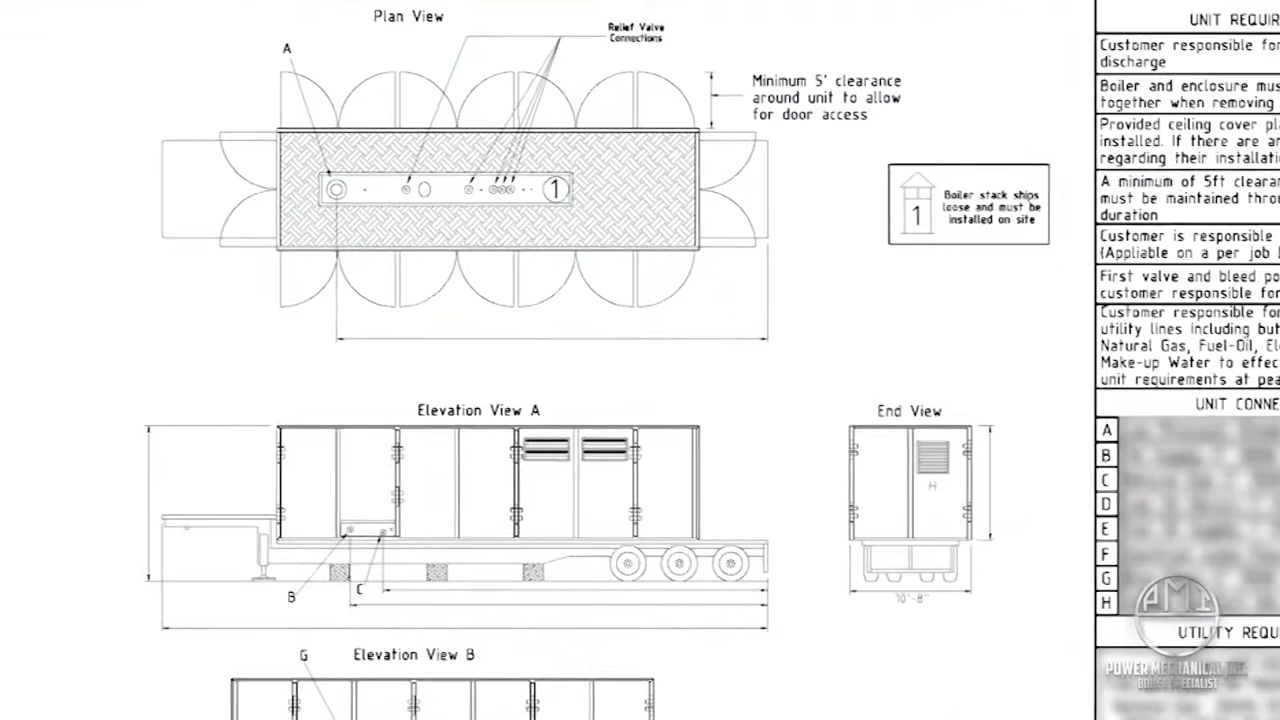 Plan View
Relief Valve
Connections
A
Minimum 5' clearance
around unit to allow
for door access
1
1
Boiler stack ships
loose and must be
installed on site
Elevation View A
End View
H
B
C
10'-8"
G
Elevation View B
UNIT REQUIR
Customer responsible for
discharge
Boiler and enclosure mus
together when removing
Provided ceiling cover pl
installed. If there are a
regarding their installati
A minimum of 5ft clearan
must be maintained throu
duration
Customer is responsible
(Appliable on a per job b
First valve and bleed po
customer responsible for
Customer responsible for
utility lines including but
Natural Gas, Fuel-Oil, El
Make-up Water to effec
unit requirements at pea
UNIT CONNE
A
B
C
D
E
F
G
H
PMI
UTILITY REQU
POWER MECHANICAL, INC.
BOILER SPECIALIST